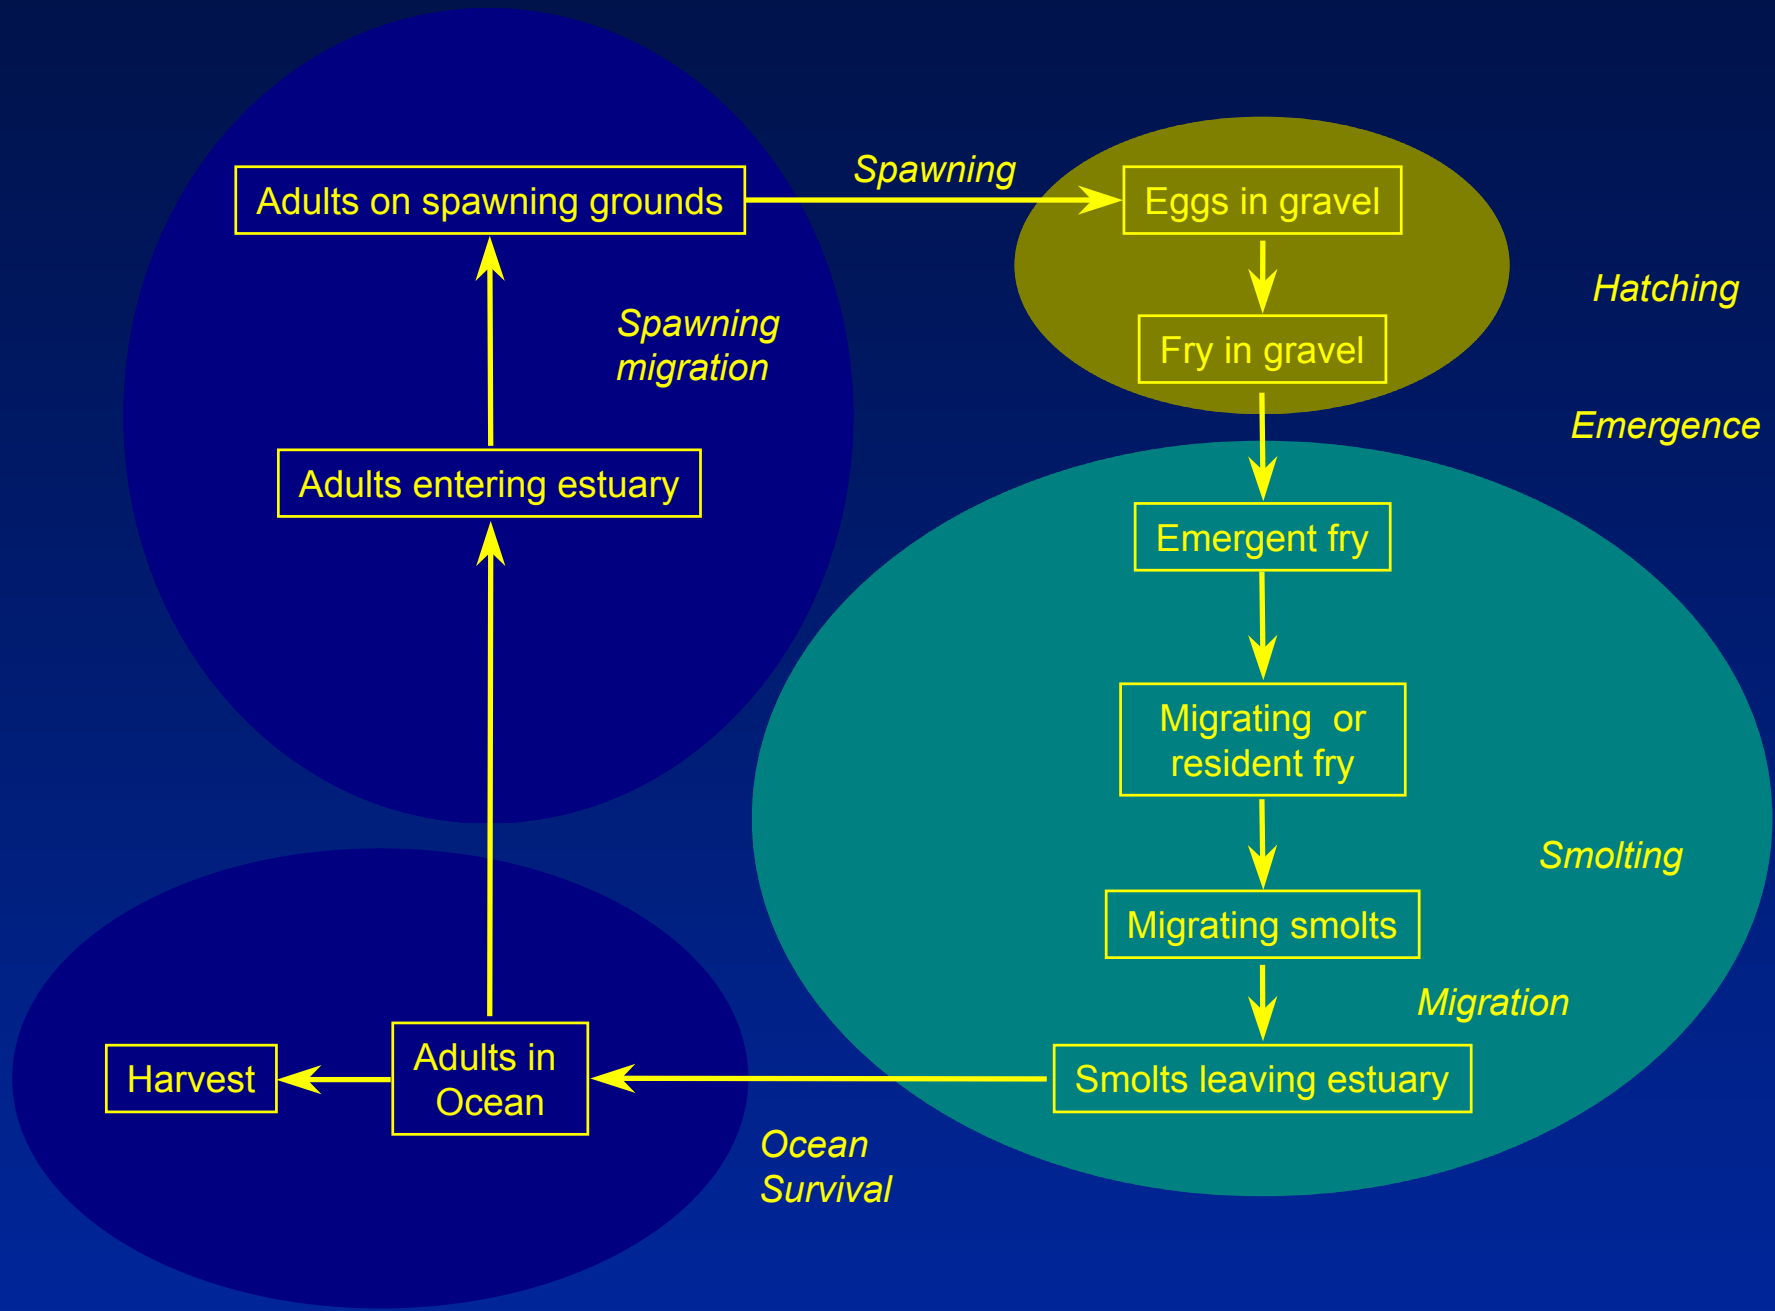 Adults on spawning grounds
Spawning
Eggs in gravel
Hatching
Spawning
migration
Fry in gravel
Emergence
Adults entering estuary
Emergent fry
Migrating or
resident fry
Smolting
Migrating smolts
Migration
Harvest
Adults in
Ocean
Smolts leaving estuary
Ocean
Survival